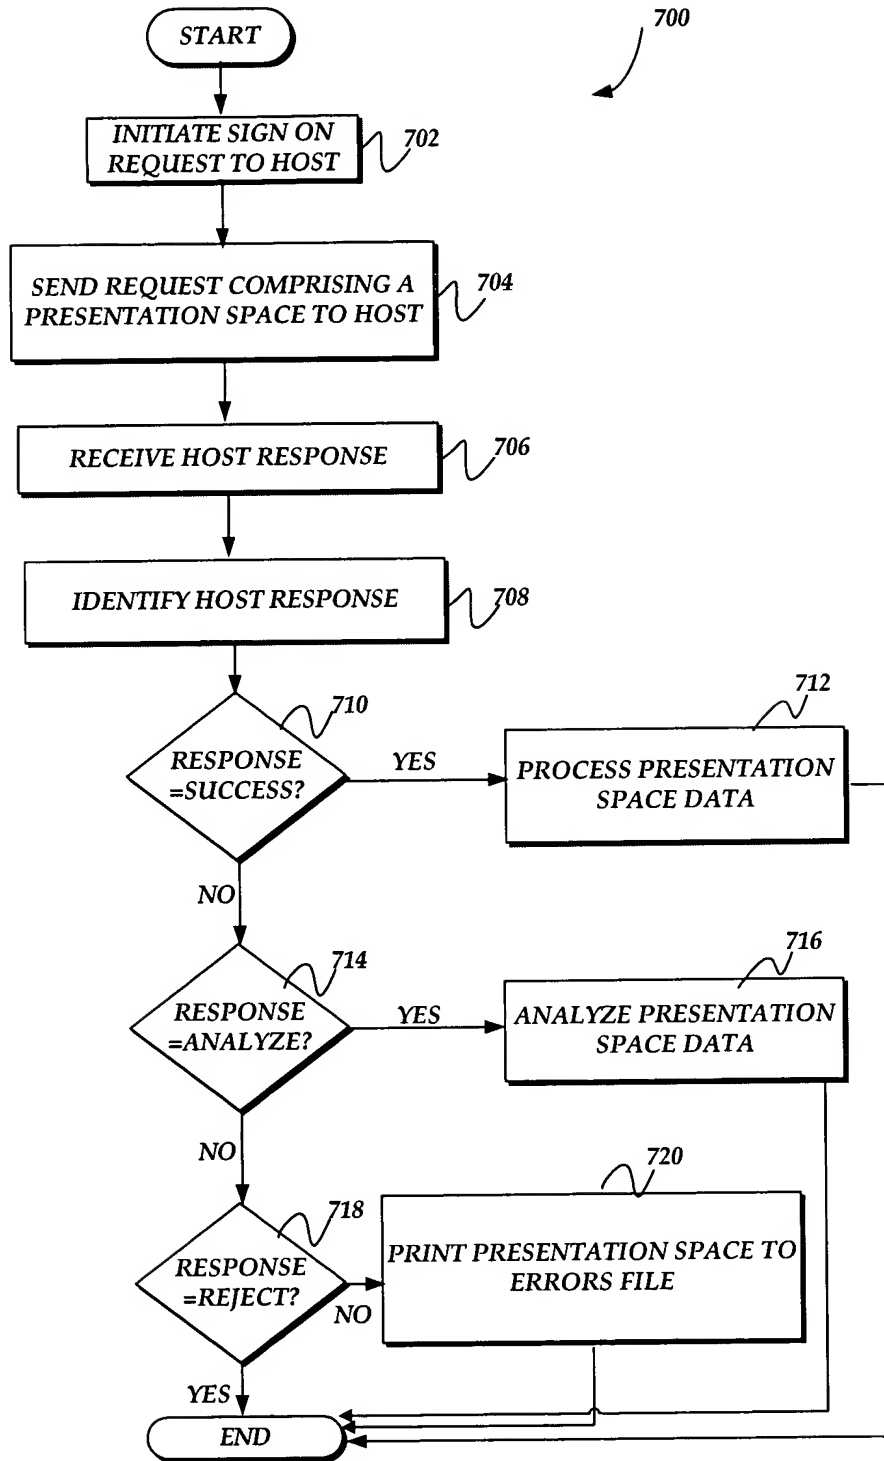 START
700
INITIATE SIGN ON
REQUEST TO HOST
702
SEND REQUEST COMPRISING A
PRESENTATION SPACE TO HOST
704
RECEIVE HOST RESPONSE
706
IDENTIFY HOST RESPONSE
708
710
RESPONSE
=SUCCESS?
YES
712
PROCESS PRESENTATION
SPACE DATA
NO
714
RESPONSE
=ANALYZE?
YES
716
ANALYZE PRESENTATION
SPACE DATA
NO
718
RESPONSE
=REJECT?
NO
720
PRINT PRESENTATION SPACE TO
ERRORS FILE
YES
END